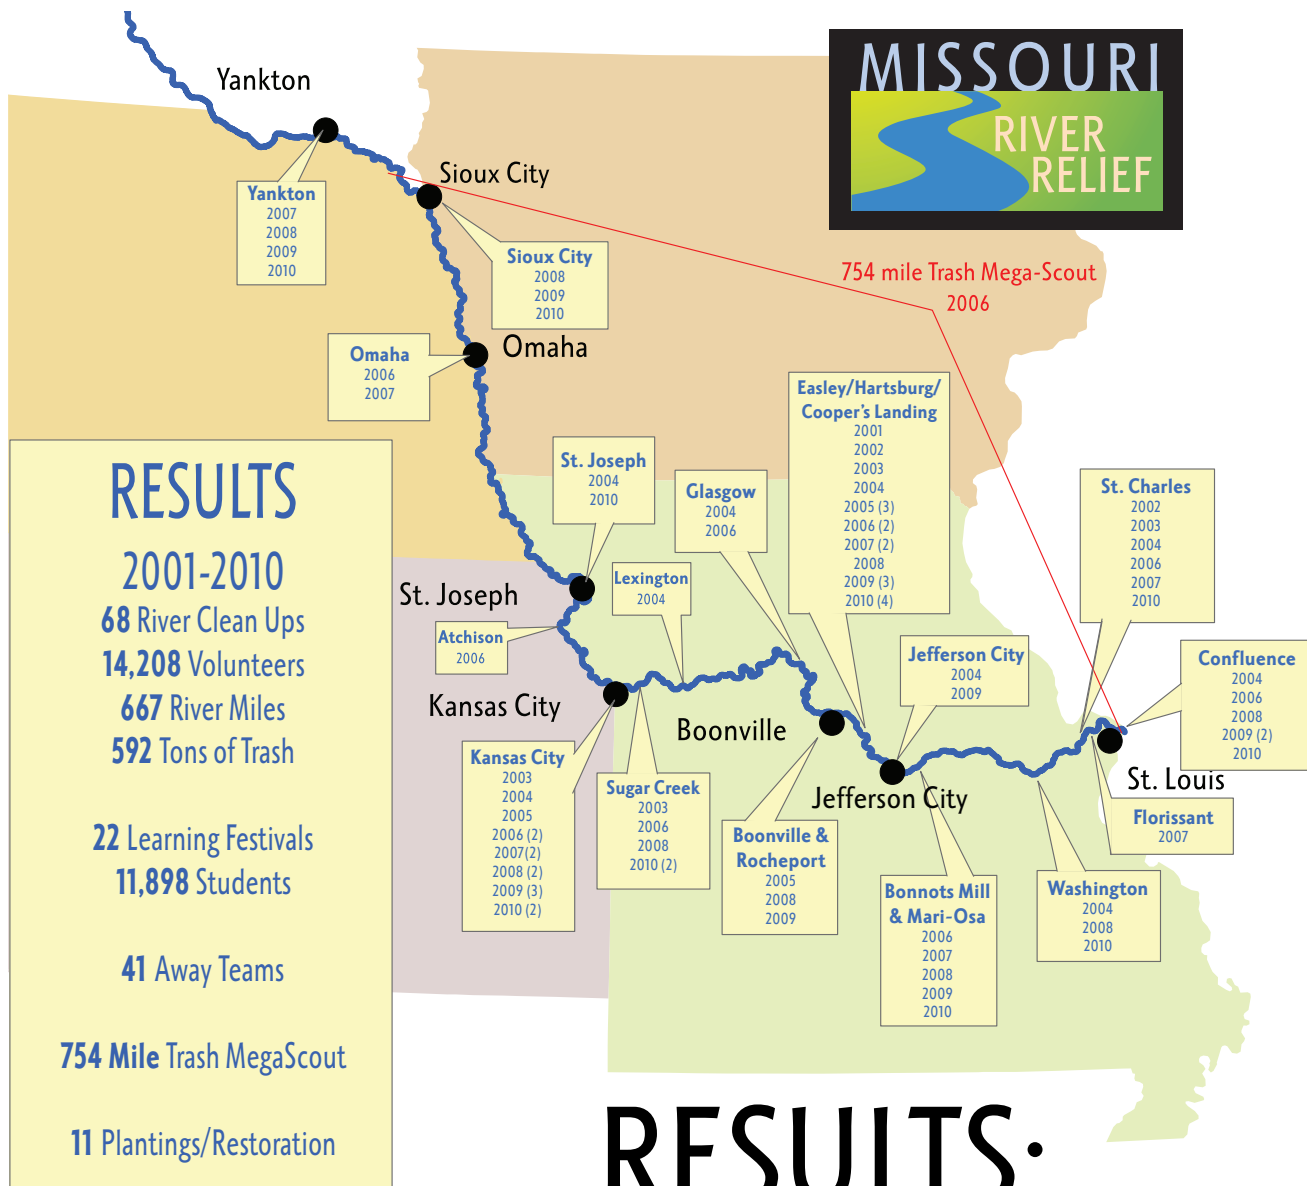 MISSOURI
RIVER
RELIEF
Yankton
Yankton
2007
2008
2009
2010
Sioux City
Sioux City
2008
2009
2010
754 mile Trash Mega-Scout
2006
Omaha
Omaha
2006
2007
Easley/Hartsburg/
Cooper's Landing
2001
2002
2003
2004
2005 (3)
2006 (2)
2007 (2)
2008
2009 (3)
2010 (4)
St. Joseph
2004
2010
Glasgow
2004
2006
St. Charles
2002
2003
2004
2006
2007
2010
Lexington
2004
St. Joseph
Atchison
2006
Jefferson City
2004
2009
Confluence
2004
2006
2008
2009 (2)
2010
Kansas City
Boonville
Kansas City
2003
2004
2005
2006 (2)
2007(2)
2008 (2)
2009 (3)
2010 (2)
Sugar Creek
2003
2006
2008
2010 (2)
Jefferson City
St. Louis
Florissant
2007
Boonville &
Rocheport
2005
2008
2009
Bonnots Mill
& Mari-Osa
2006
2007
2008
2009
2010
Washington
2004
2008
2010
RESULTS
2001-2010
68 River Clean Ups
14,208 Volunteers
667 River Miles
592 Tons of Trash
22 Learning Festivals
11,898 Students
41 Away Teams
754 Mile Trash MegaScout
11 Plantings/Restoration
RESULTS: